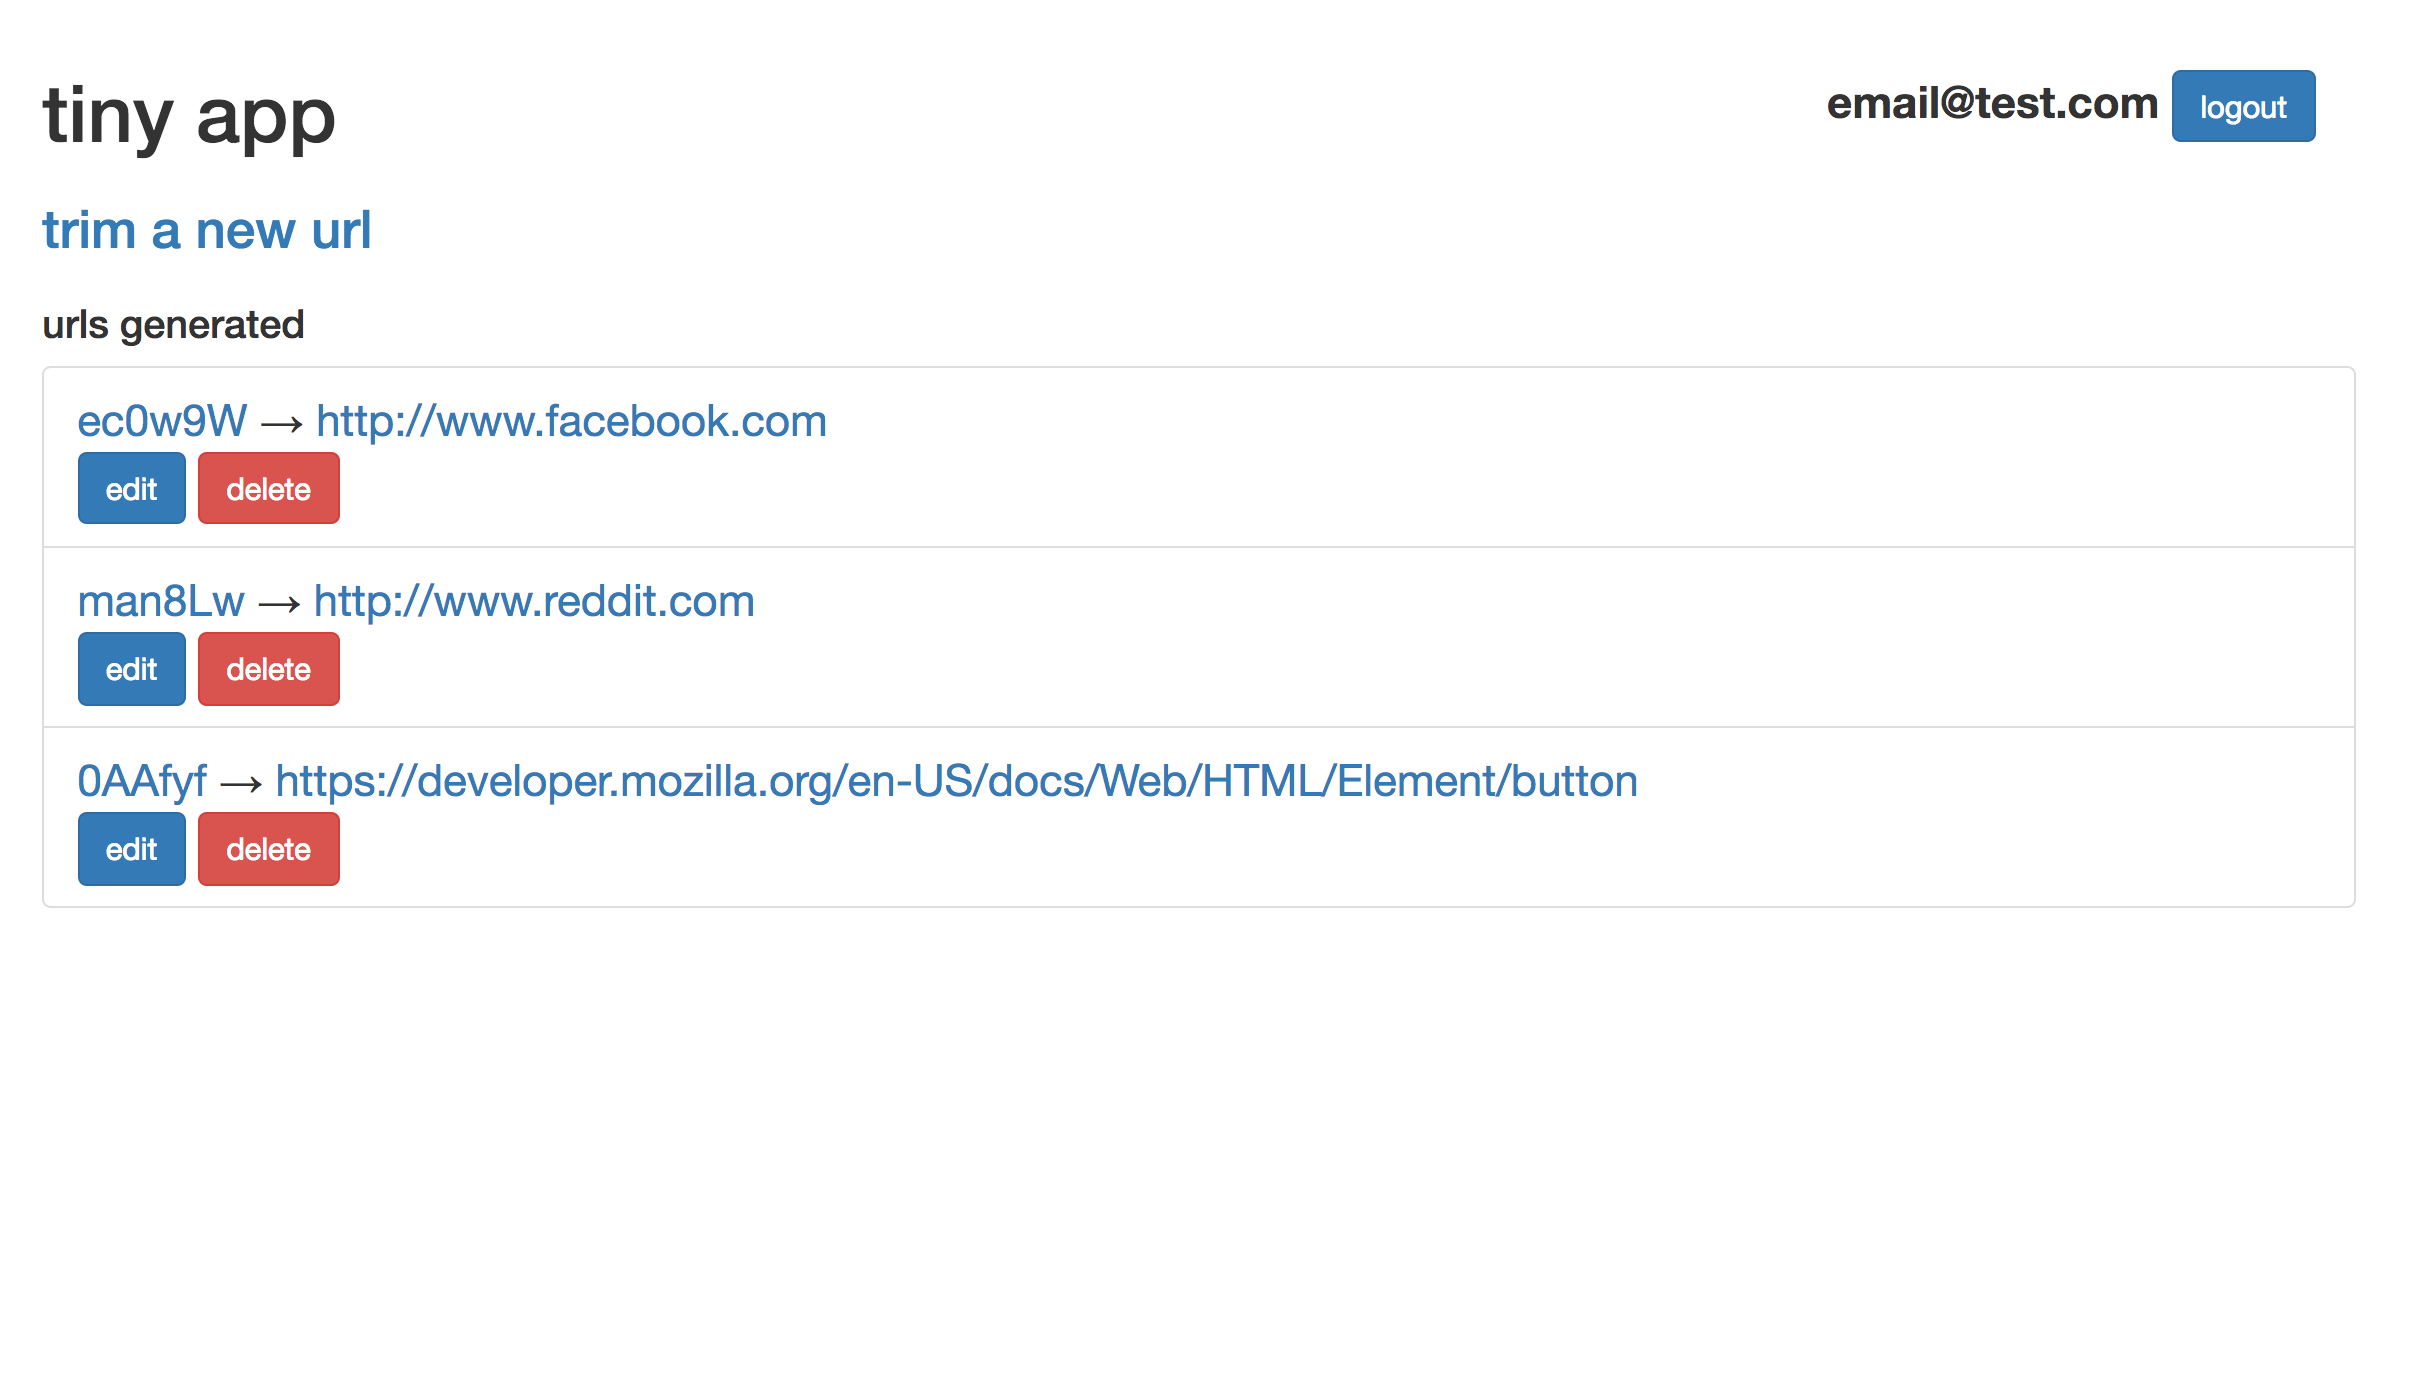 tiny app
email@test.com logout
trim a new url
urls generated
ec0w9W → http://www.facebook.com
edit delete
man8Lw → http://www.reddit.com
edit delete
0AAfyf → https://developer.mozilla.org/en-US/docs/Web/HTML/Element/button
edit delete